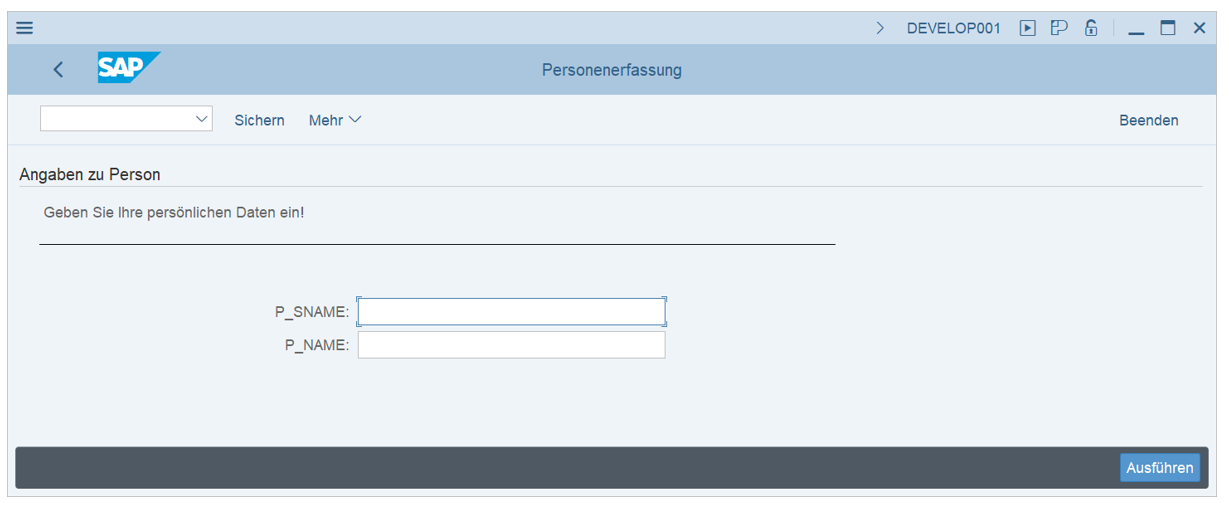 DEVELOP001
SAP
Personenerfassung
Sichern Mehr Beenden
Angaben zu Person
Geben Sie Ihre persönlichen Daten ein!
P_SNAME:
P_NAME:
Ausführen